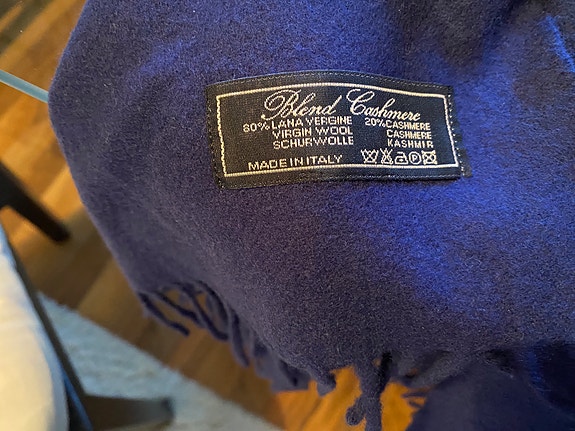 Blend Cashmere
80% LANA VERGINE 20% CASHMERE
VIRGIN WOOL CASHMERE
SCHURWOLLE KASHMIR
MADE IN ITALY